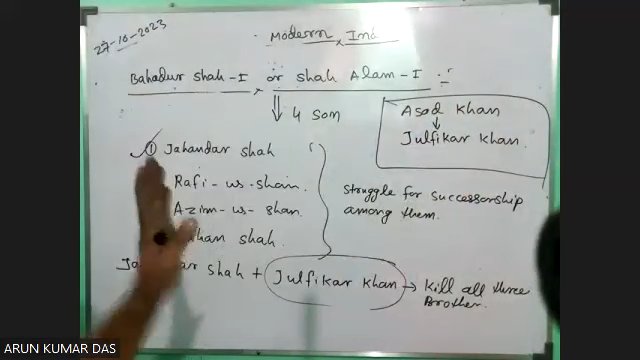 27-10-2023
Modern Ind
Bahadur Shah-I or Shah Alam-I :-
4 Son
Asad Khan
↓
Julfikar Khan.
① Jahandar Shah
Rafi-us-shan
Azim-us-shan.
Shah.
Struggle for successorship
among them.
Shah + Julfikar Khan → Kill all three
Brother.
ARUN KUMAR DAS